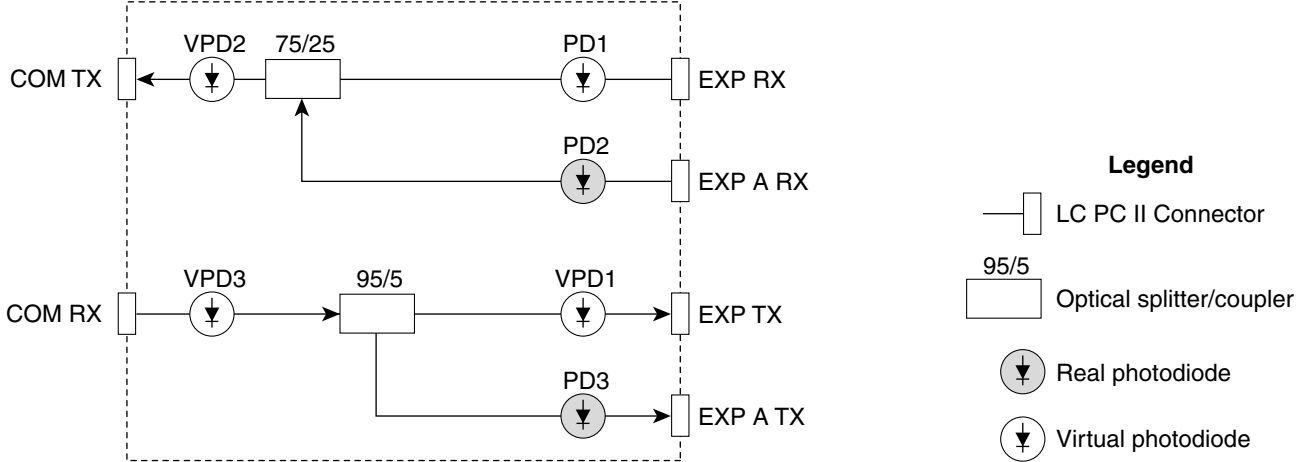 VPD2
75/25
PD1
COM TX
EXP RX
PD2
EXP A RX
VPD3
95/5
VPD1
COM RX
EXP TX
PD3
EXP A TX
Legend
LC PC II Connector
95/5
Optical splitter/coupler
Real photodiode
Virtual photodiode